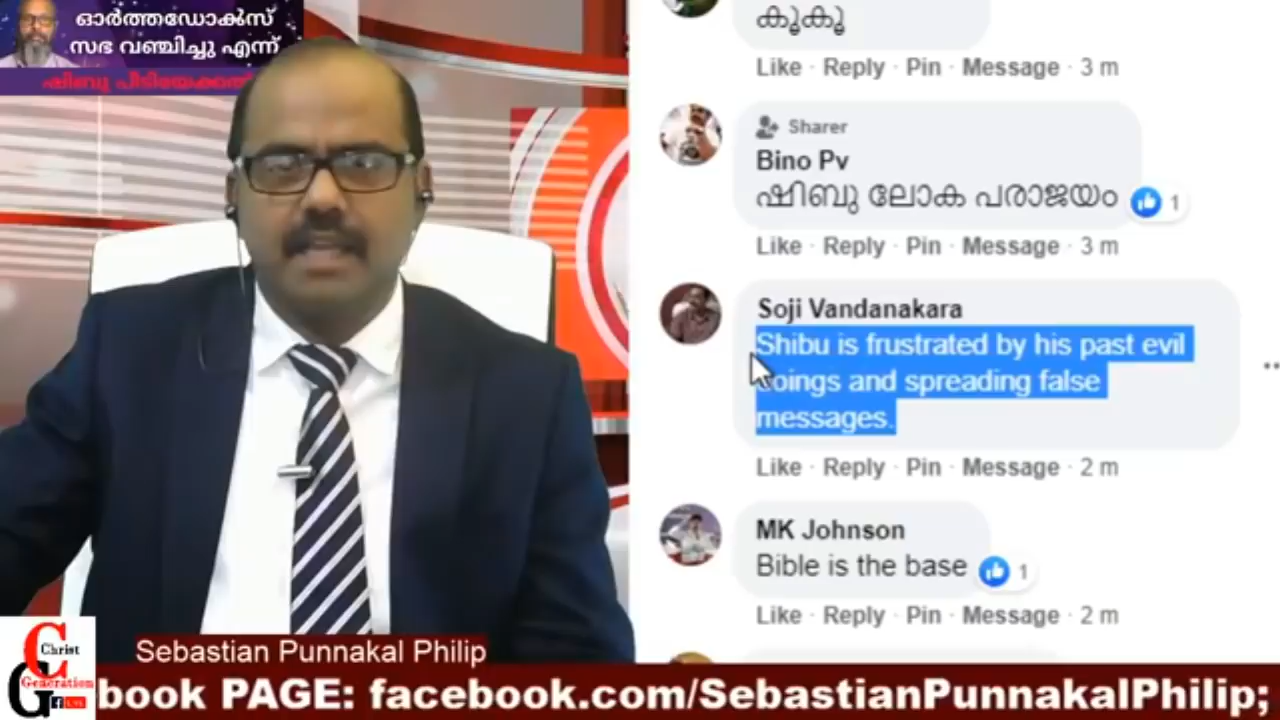 ഓർത്തഡോക്സ്
സഭ വഞ്ചിച്ചു എന്ന്
ഷിബു പീടിയേക്കൽ
കൂകൂ
Like · Reply · Pin · Message · 3 m
Sharer
Bino Pv
ഷിബു ലോക പരാജയം
1
Like · Reply · Pin · Message · 3 m
Soji Vandanakara
Shibu is frustrated by his past evil
doings and spreading false
messages.
Like · Reply · Pin · Message · 2 m
MK Johnson
Bible is the base
1
Like · Reply · Pin · Message · 2 m
Sebastian Punnakal Philip
Christ
Generation
book PAGE: facebook.com/SebastianPunnakalPhilip;